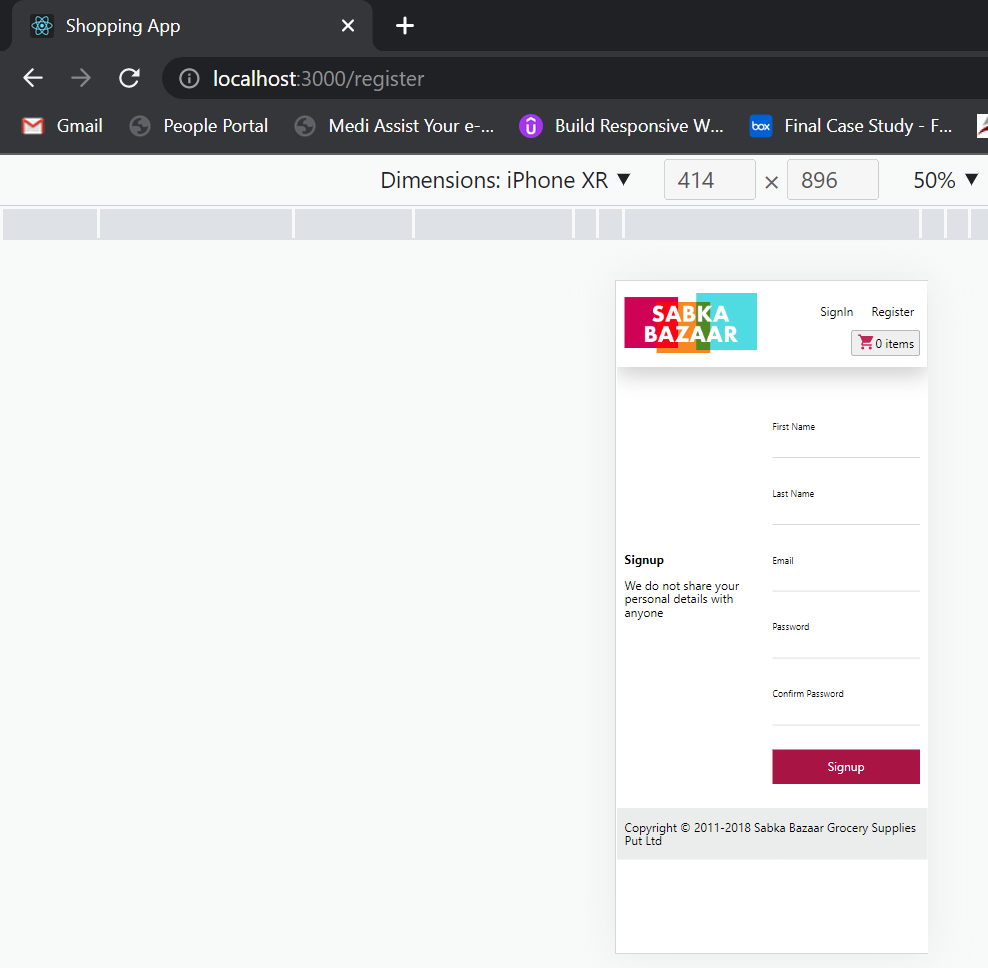 Shopping App
localhost:3000/register
Gmail
People Portal
Medi Assist Your e-...
Build Responsive W...
box
Final Case Study - F...
Dimensions: iPhone XR
414
×
896
50%
SABKA
BAZAAR
SignIn
Register
0 items
First Name
Last Name
Email
Signup
We do not share your
personal details with
anyone
Password
Confirm Password
Signup
Copyright © 2011-2018 Sabka Bazaar Grocery Supplies
Put Ltd